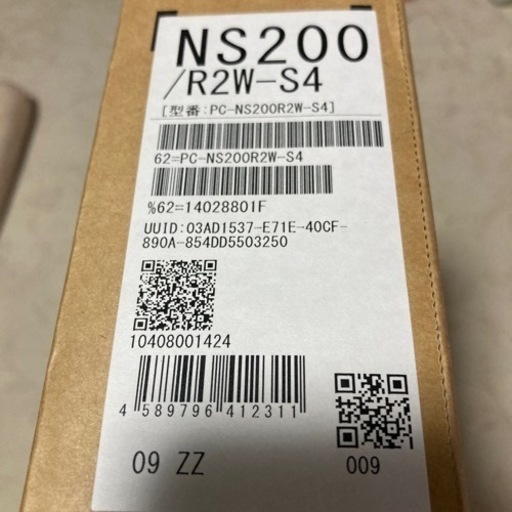 NS200
/R2W-S4
[型番:PC-NS200R2W-S4]
62=PC-NS200R2W-S4
%62=14028801F
UUID:03AD1537-E71E-40CF-
890A-854DD5503250
10408001424
4 589796 412311
09 ZZ
009